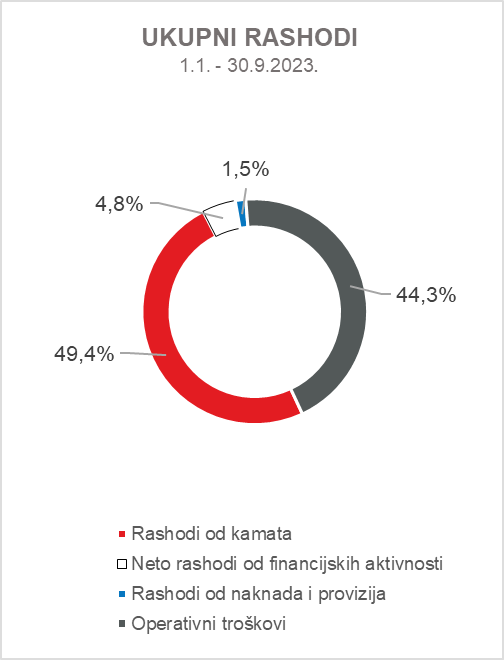 UKUPNI RASHODI
1.1. - 30.9.2023.
1,5%
4,8%
44,3%
49,4%
Rashodi od kamata
Neto rashodi od financijskih aktivnosti
Rashodi od naknada i provizija
Operativni troškovi